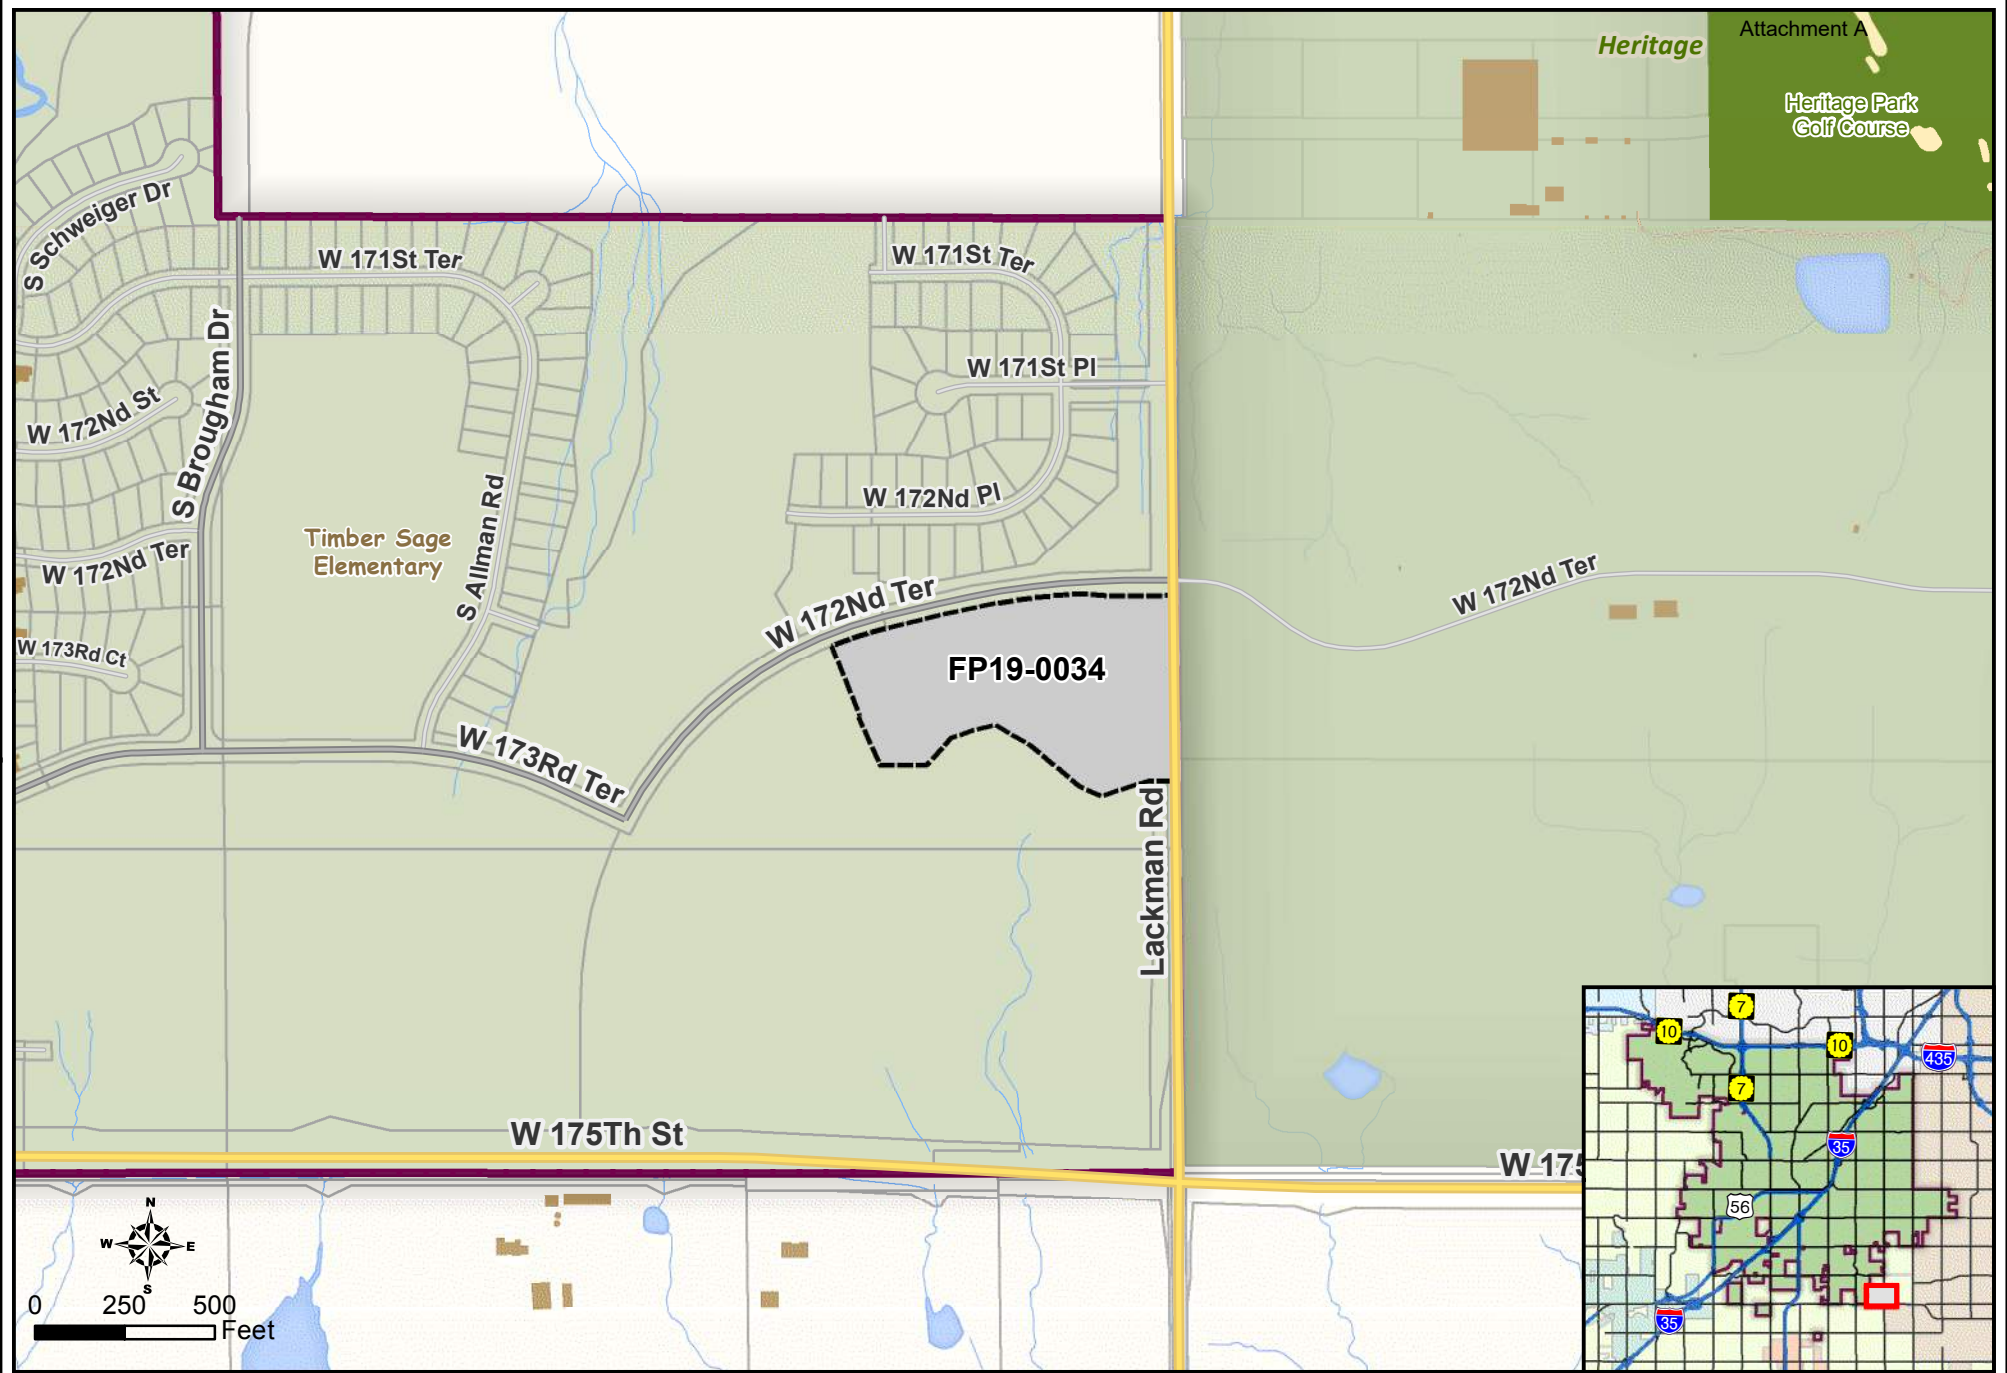 Attachment A
Heritage
Heritage Park
Golf Course
S Schweiger Dr
W 171St Ter
W 171St Ter
S Brougham Dr
W 171St Pl
W 172Nd St
W 172Nd Pl
S Allman Rd
Timber Sage
Elementary
W 172Nd Ter
W 172Nd Ter
W 172Nd Ter
W 173Rd Ct
FP19-0034
W 173Rd Ter
Lackman Rd
W 175Th St
W 175
N
W E
S
0 250 500
Feet
7
10
10
435
7
35
56
35